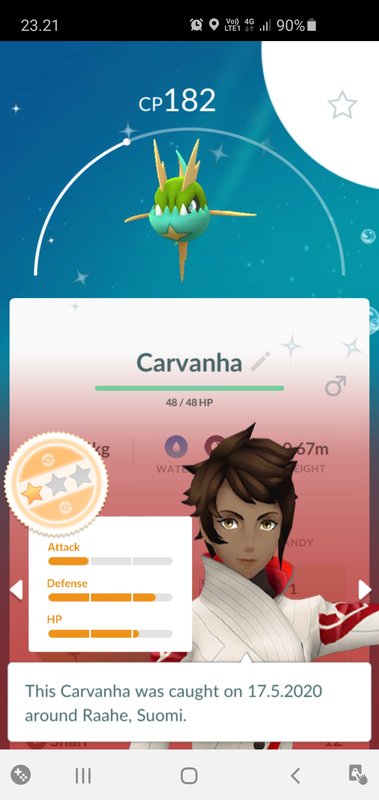 23.21
Vo)) 4G
LTE1
90%
CP182
Carvanha
48 / 48 HP
kg
0.67m
WATE
EIGHT
Attack
ANDY
Defense
1
HP
This Carvanha was caught on 17.5.2020
around Raahe, Suomi.
12